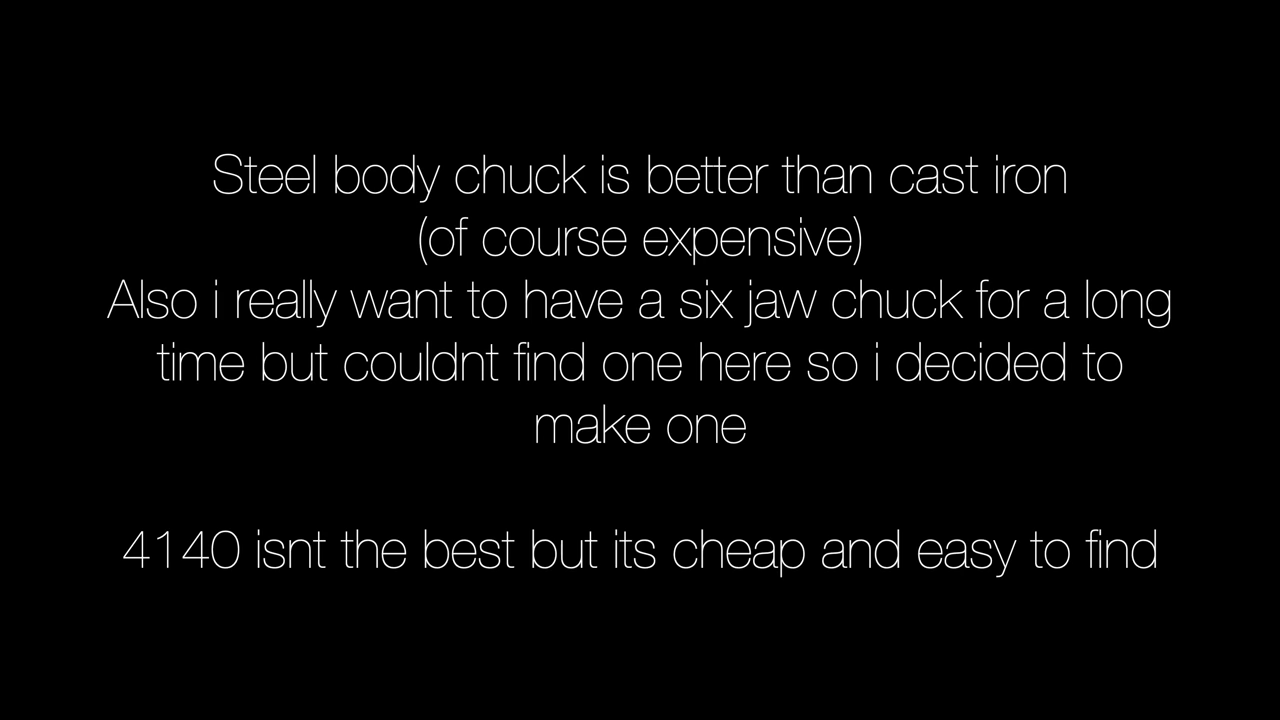 Steel body chuck is better than cast iron
(of course expensive)
Also i really want to have a six jaw chuck for a long
time but couldnt find one here so i decided to
make one
4140 isnt the best but its cheap and easy to find